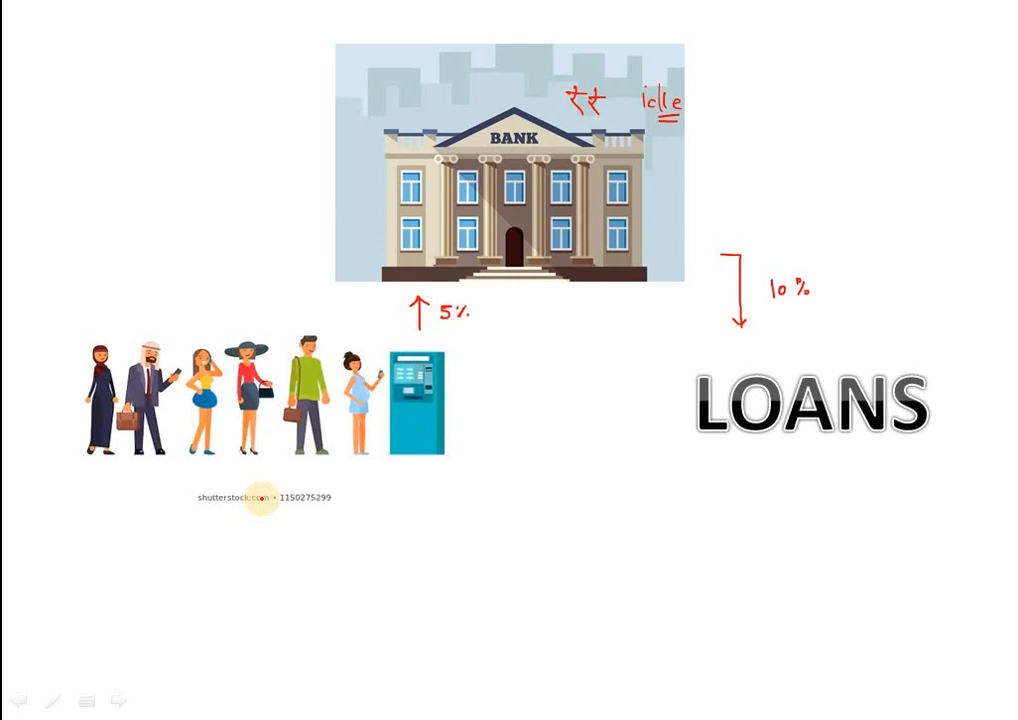 ₹₹ idle
BANK
10%
5%
LOANS
shutterstock.com • 1150275299